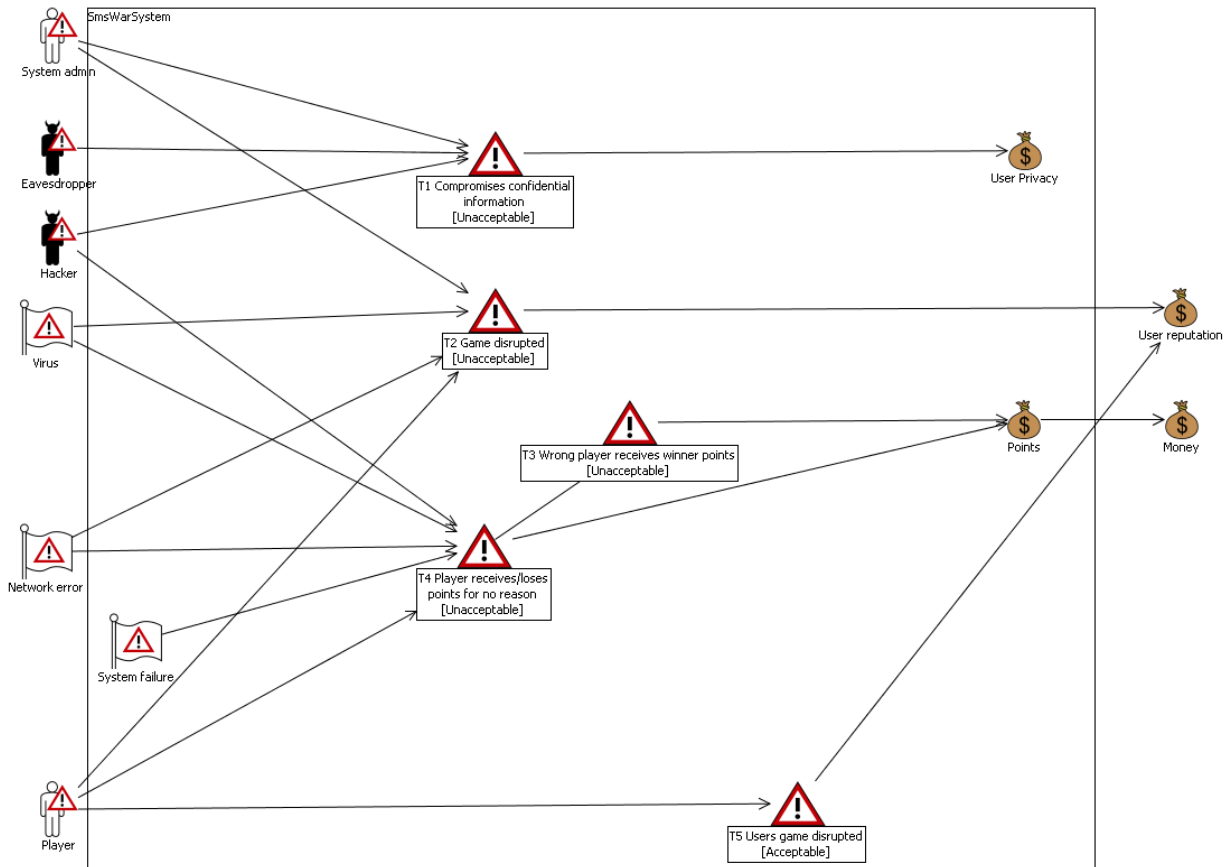 SmsWarSystem
System admin
Eavesdropper
T1 Compromises confidential
information
[Unacceptable]
User Privacy
Hacker
Virus
T2 Game disrupted
[Unacceptable]
User reputation
T3 Wrong player receives winner points
[Unacceptable]
Points
Money
Network error
T4 Player receives/loses
points for no reason
[Unacceptable]
System failure
Player
T5 Users game disrupted
[Acceptable]